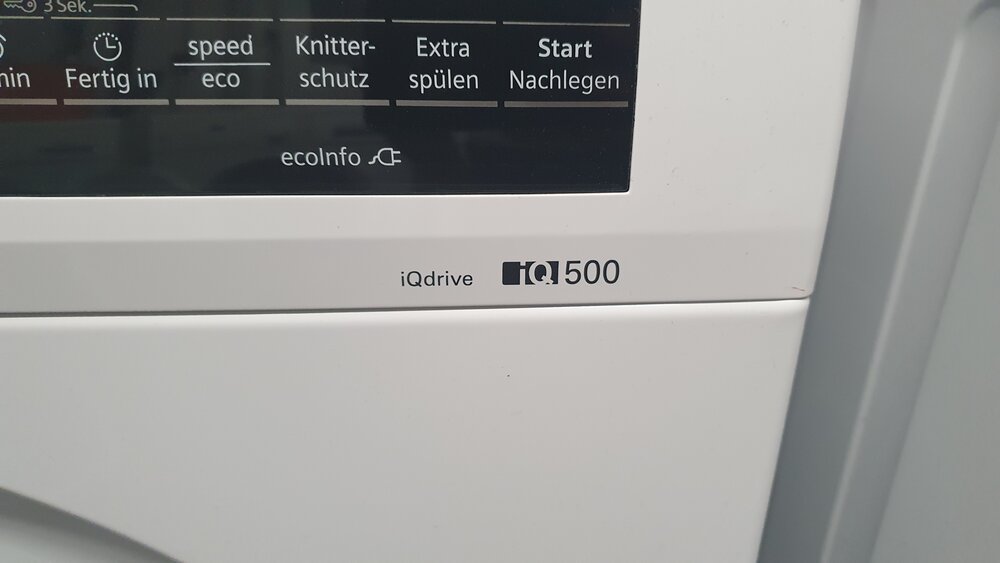 3 Sek.
Fertig in
speed
eco
Knitter-
schutz
Extra
spülen
Start
Nachlegen
ecoInfo
iQdrive
iQ500